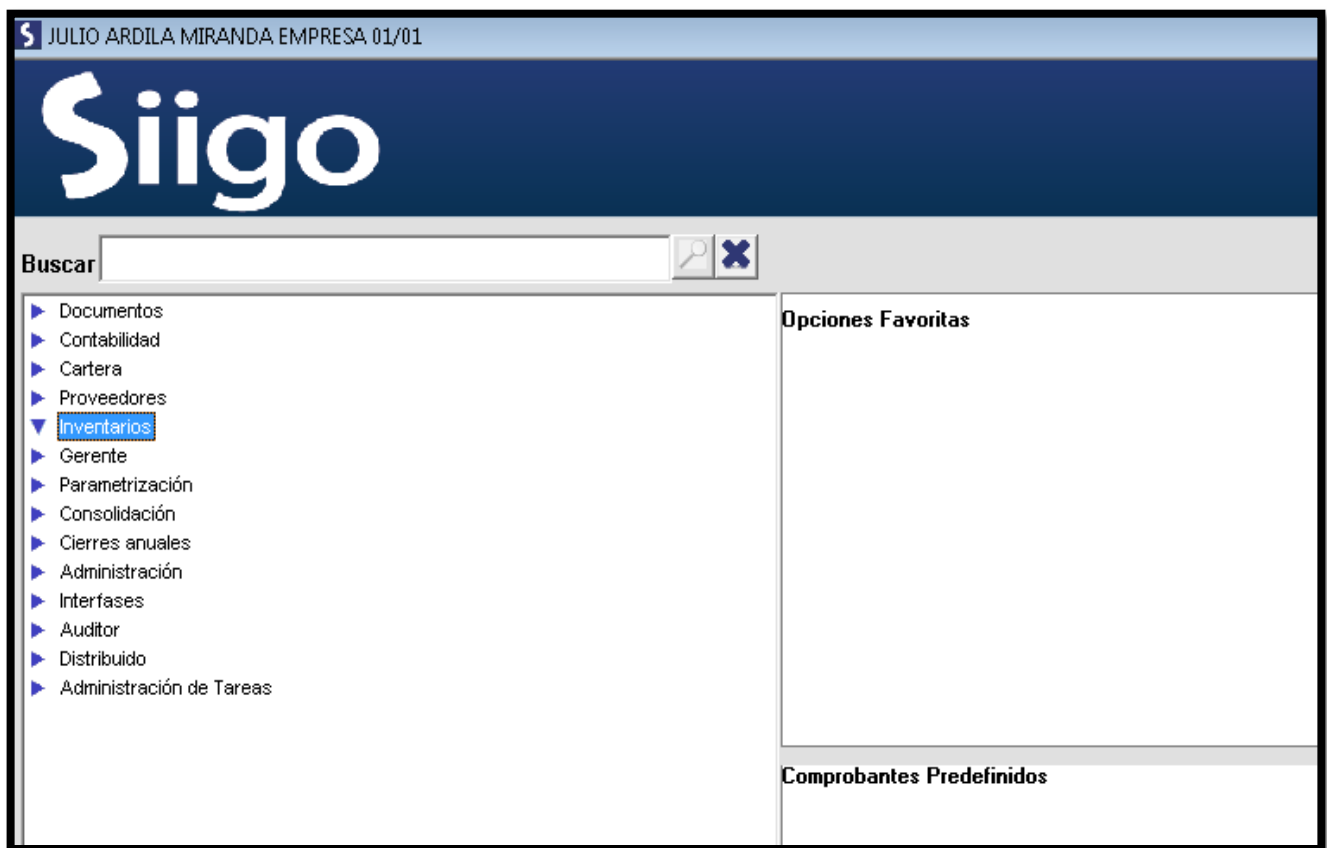 JULIO ARDILA MIRANDA EMPRESA 01/01
Siigo
Buscar
Documentos
Contabilidad
Cartera
Proveedores
Inventarios
Gerente
Parametrización
Consolidación
Cierres anuales
Administración
Interfases
Auditor
Distribuido
Administración de Tareas
Opciones Favoritas
Comprobantes Predefinidos